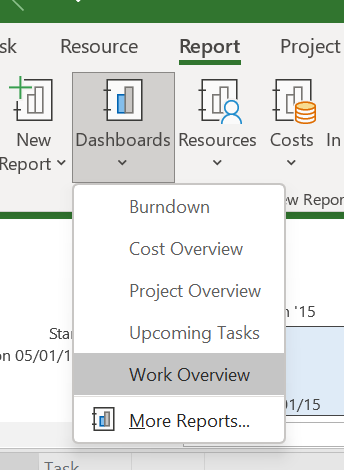 sk Resource Report Project
New Report
Dashboards
Resources
Costs
In
w Repor
Burndown
Cost Overview
Project Overview
Upcoming Tasks
Work Overview
More Reports...
n '15
Star
on 05/01/1
01/15
Task